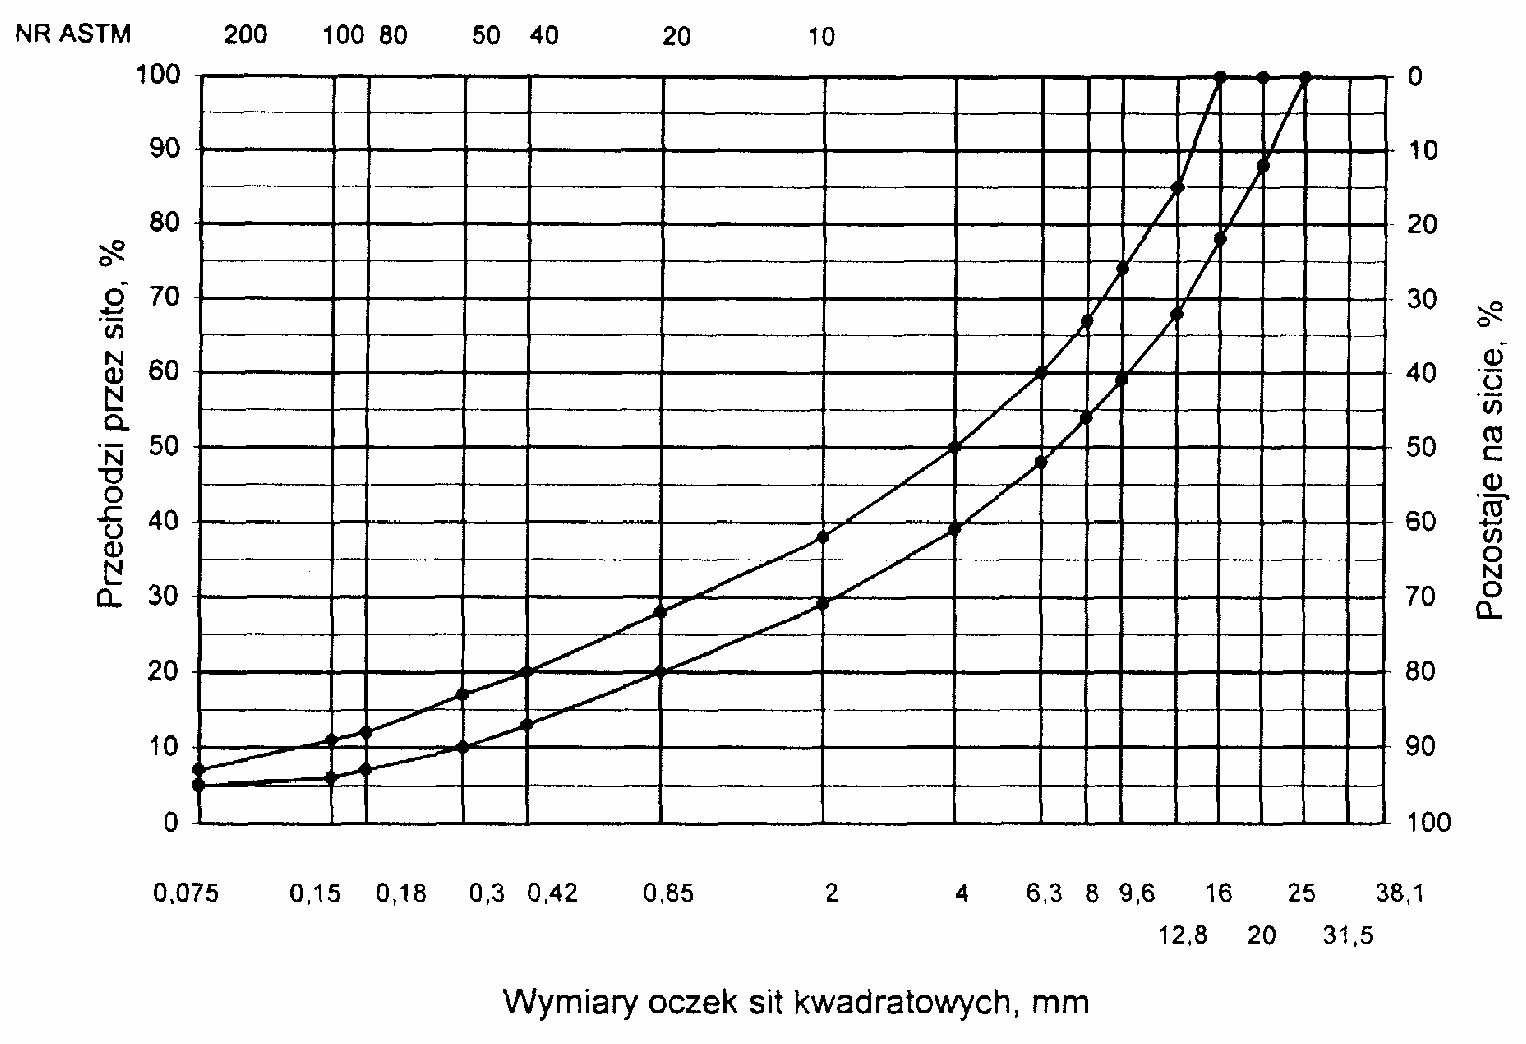 NR ASTM 200 100 80 50 40 20 10
100 0
90 10
80 20
70 30
60 40
50 50
40 60
30 70
20 80
10 90
0 100
Przechodzi przez sito, %
Pozostaje na sicie, %
0,075 0,15 0,18 0,3 0,42 0,85 2 4 6,3 8 9,6 16 25 38,1
12,8 20 31,5
Wymiary oczek sit kwadratowych, mm